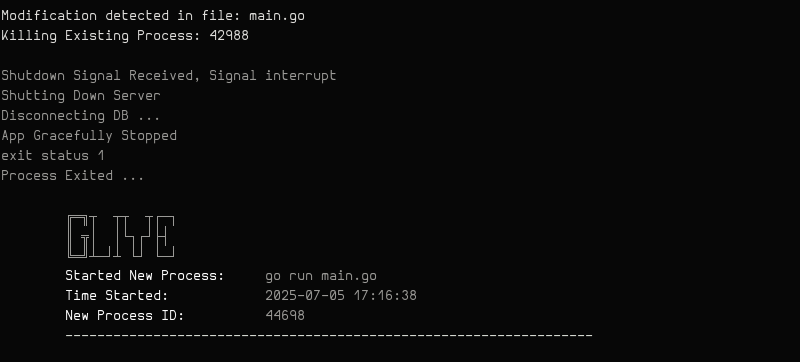 Modification detected in file: main.go
Killing Existing Process: 42988
Shutdown Signal Received, Signal interrupt
Shutting Down Server
Disconnecting DB ...
App Gracefully Stopped
exit status 1
Process Exited ...
GLIVE
Started New Process: go run main.go
Time Started: 2025-07-05 17:16:38
New Process ID: 44698
------------------------------------------------------------------